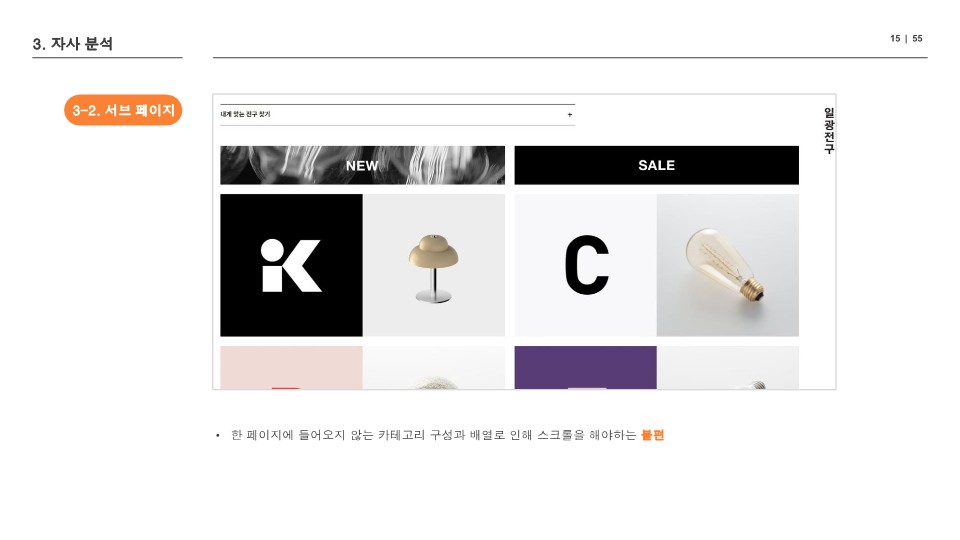 3. 자사 분석
15 | 55
3-2. 서브 페이지
내게 맞는 전구 찾기 +
일광전구
NEW
SALE
iK
C
• 한 페이지에 들어오지 않는 카테고리 구성과 배열로 인해 스크롤을 해야하는 불편